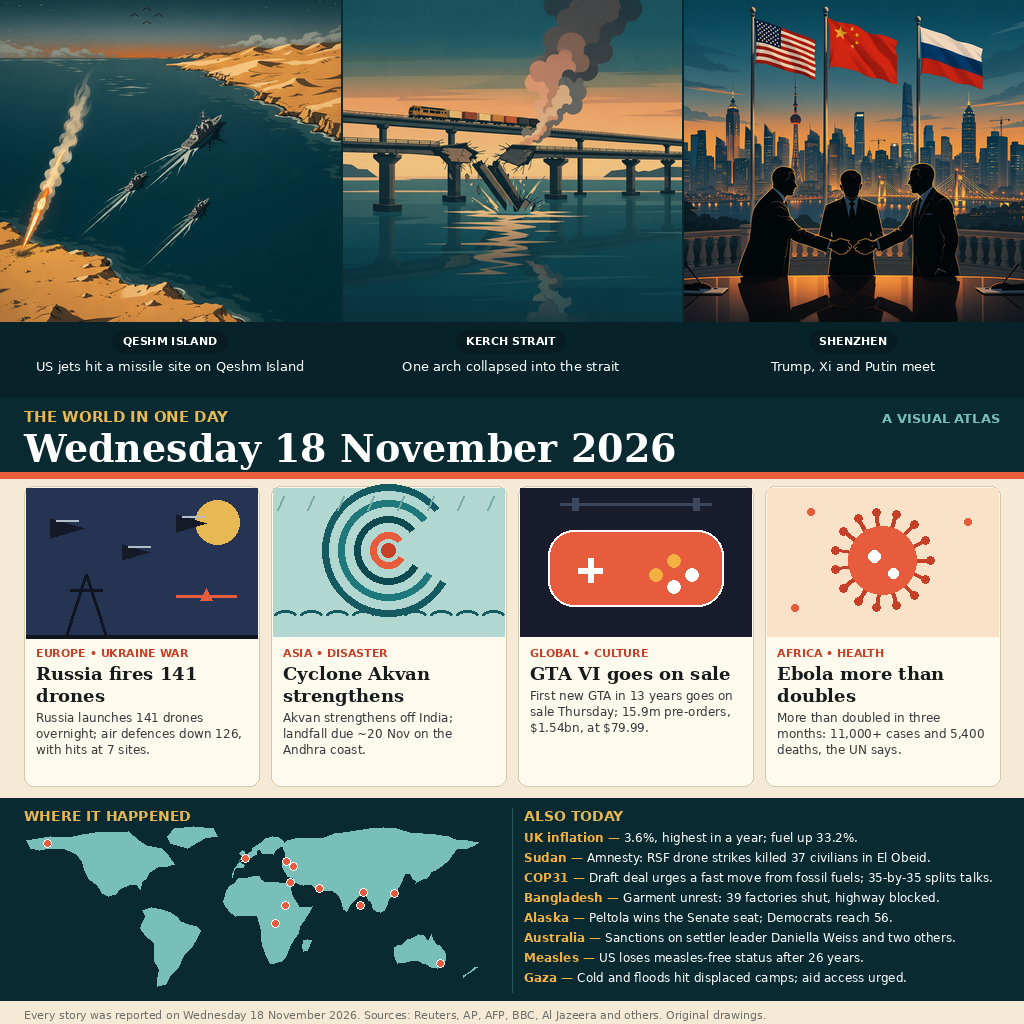 QESHM ISLAND
US jets hit a missile site on Qeshm Island
KERCH STRAIT
One arch collapsed into the strait
SHENZHEN
Trump, Xi and Putin meet
THE WORLD IN ONE DAY
A VISUAL ATLAS
Wednesday 18 November 2026
EUROPE • UKRAINE WAR
Russia fires 141
drones
Russia launches 141 drones
overnight; air defences down 126,
with hits at 7 sites.
ASIA • DISASTER
Cyclone Akvan
strengthens
Akvan strengthens off India;
landfall due ~20 Nov on the
Andhra coast.
GLOBAL • CULTURE
GTA VI goes on sale
First new GTA in 13 years goes on
sale Thursday; 15.9m pre-orders,
$1.54bn, at $79.99.
AFRICA • HEALTH
Ebola more than
doubles
More than doubled in three
months: 11,000+ cases and 5,400
deaths, the UN says.
WHERE IT HAPPENED
ALSO TODAY
UK inflation — 3.6%, highest in a year; fuel up 33.2%.
Sudan — Amnesty: RSF drone strikes killed 37 civilians in El Obeid.
COP31 — Draft deal urges a fast move from fossil fuels; 35-by-35 splits talks.
Bangladesh — Garment unrest: 39 factories shut, highway blocked.
Alaska — Peltola wins the Senate seat; Democrats reach 56.
Australia — Sanctions on settler leader Daniella Weiss and two others.
Measles — US loses measles-free status after 26 years.
Gaza — Cold and floods hit displaced camps; aid access urged.
Every story was reported on Wednesday 18 November 2026. Sources: Reuters, AP, AFP, BBC, Al Jazeera and others. Original drawings.